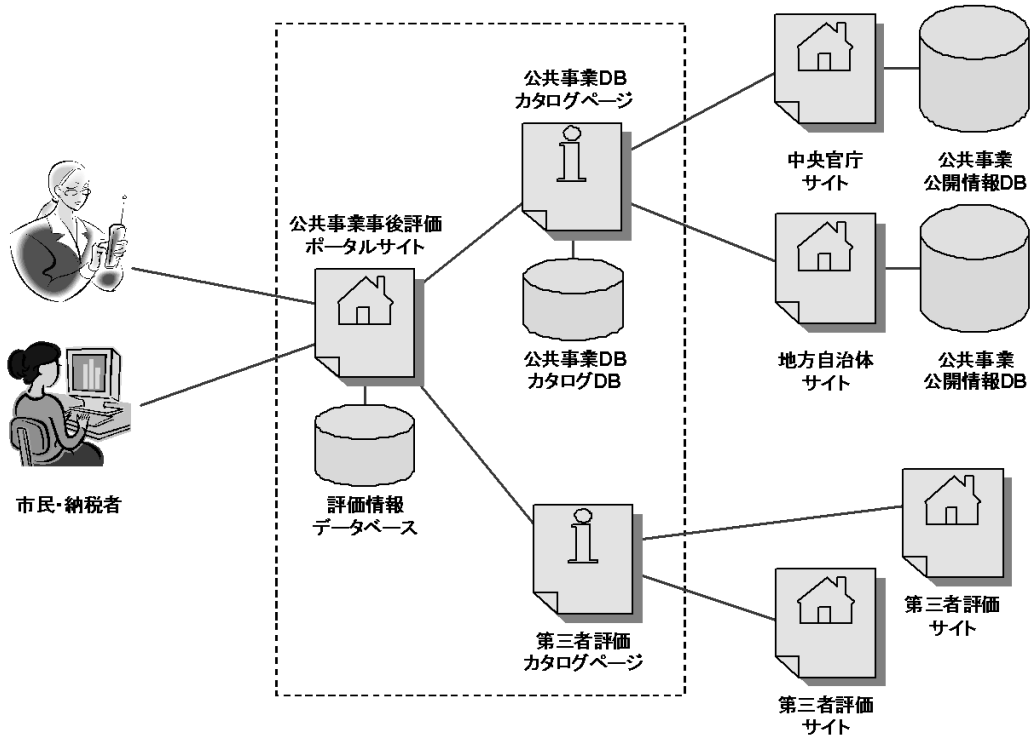 公共事業DB
カタログページ
中央官庁
サイト
公共事業
公開情報DB
公共事業事後評価
ポータルサイト
公共事業DB
カタログDB
地方自治体
サイト
公共事業
公開情報DB
市民・納税者
評価情報
データベース
第三者評価
カタログページ
第三者評価
サイト
第三者評価
サイト